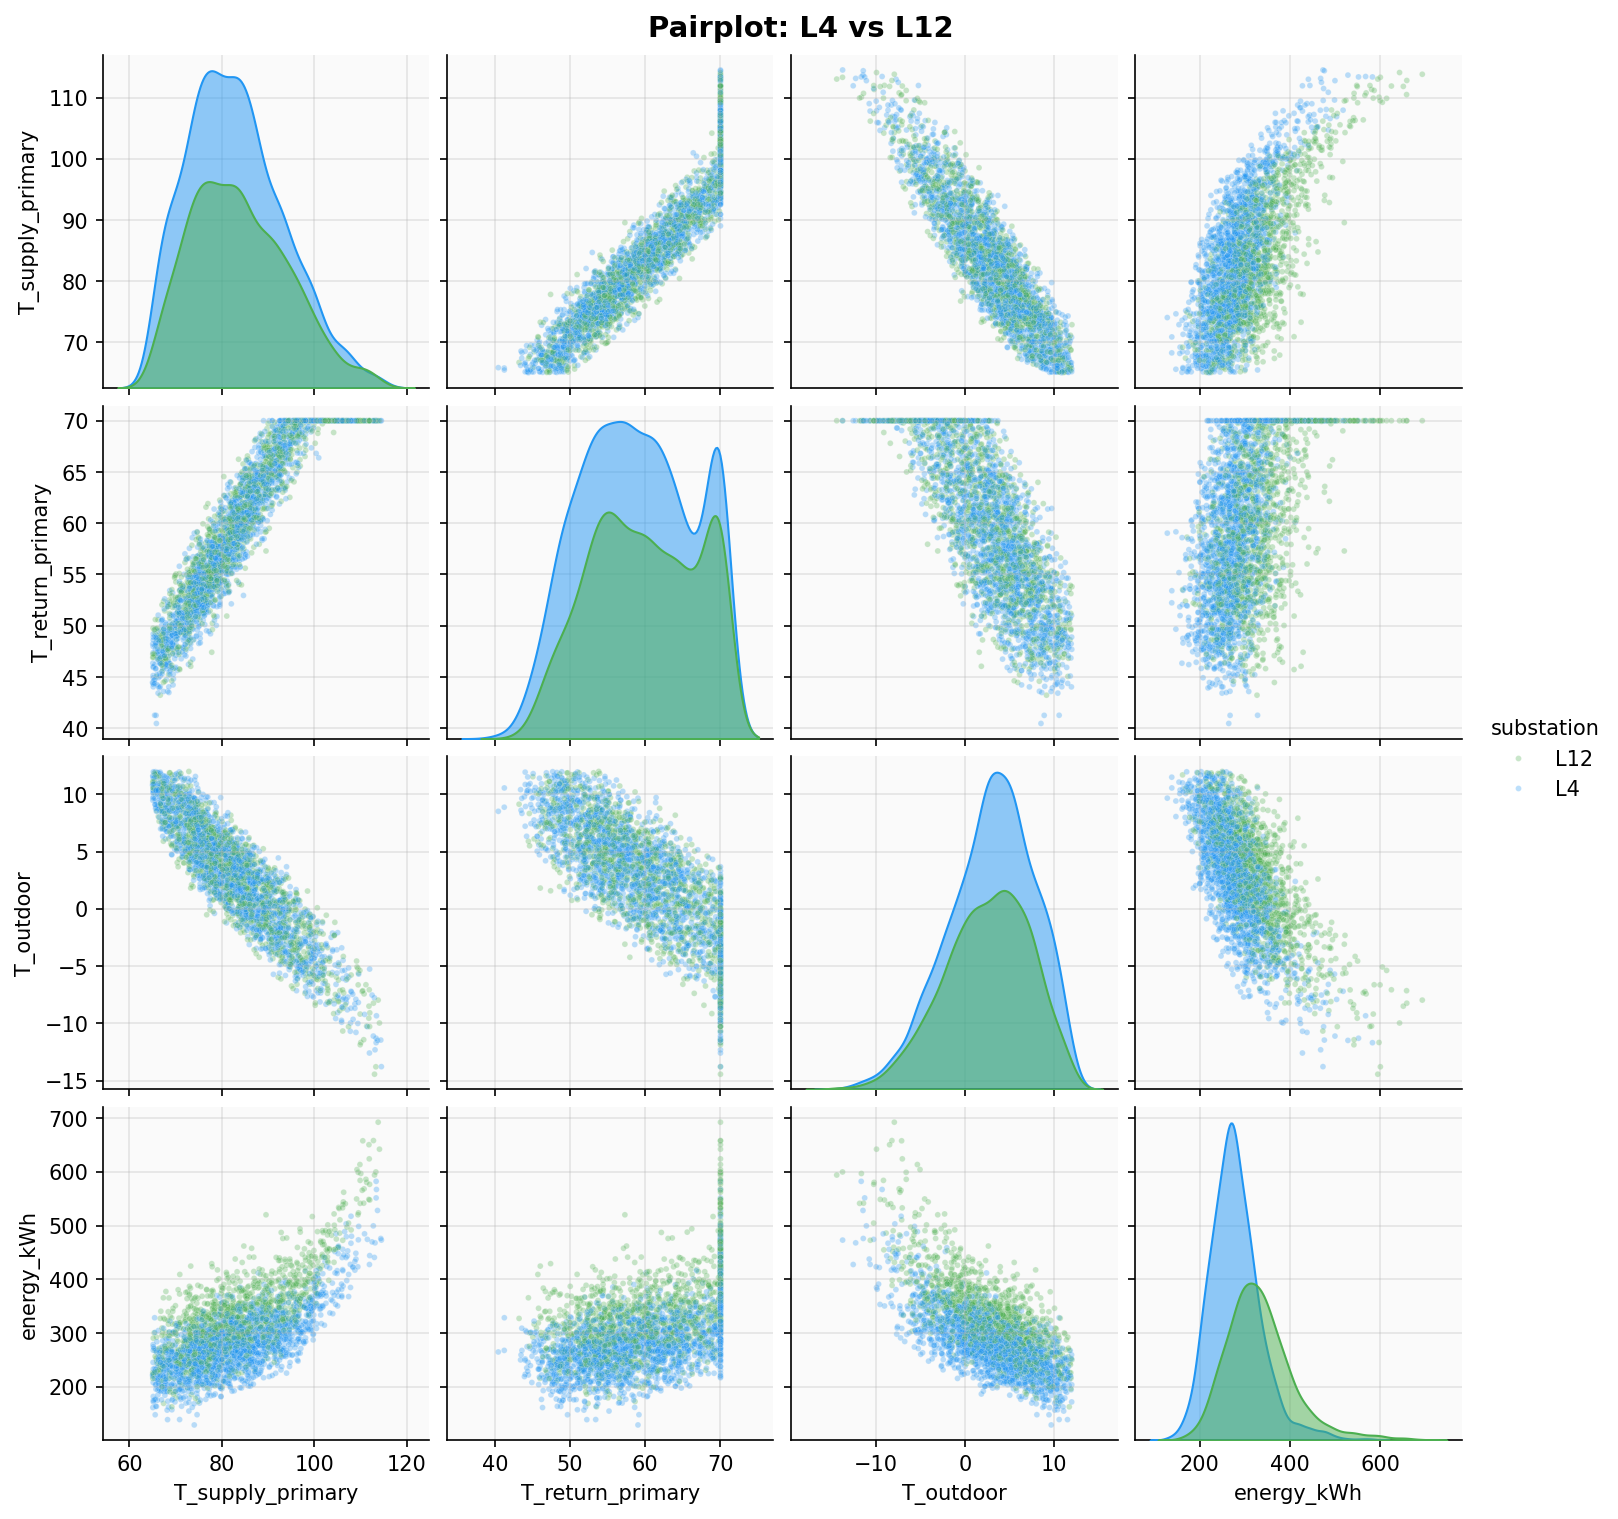 Pairplot: L4 vs L12
T_supply_primary
110
100
90
80
70
T_return_primary
70
65
60
55
50
45
40
T_outdoor
10
5
0
−5
−10
−15
energy_kWh
700
600
500
400
300
200
60 80 100 120
40 50 60 70
−10 0 10
200 400 600
T_supply_primary
T_return_primary
T_outdoor
energy_kWh
substation
L12
L4